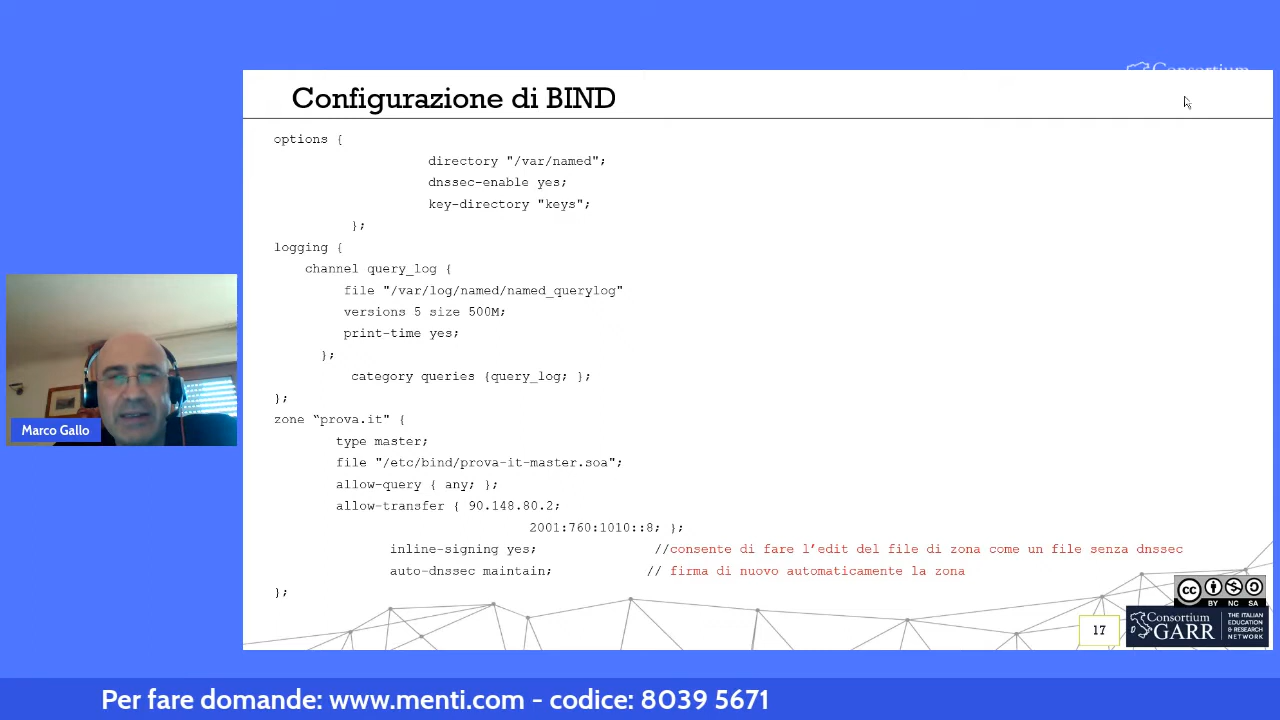 Consortium
Configurazione di BIND
options {
directory "/var/named";
dnssec-enable yes;
key-directory "keys";
};
logging {
channel query_log {
file "/var/log/named/named_querylog"
versions 5 size 500M;
print-time yes;
};
category queries {query_log; };
};
zone “prova.it" {
type master;
file "/etc/bind/prova-it-master.soa";
allow-query { any; };
allow-transfer { 90.148.80.2;
2001:760:1010::8; };
inline-signing yes; //consente di fare l’edit del file di zona come un file senza dnssec
auto-dnssec maintain; // firma di nuovo automaticamente la zona
};
Marco Gallo
17
cc
BY NC SA
Consortium
GARR
THE ITALIAN
EDUCATION
& RESEARCH
NETWORK
Per fare domande: www.menti.com - codice: 8039 5671